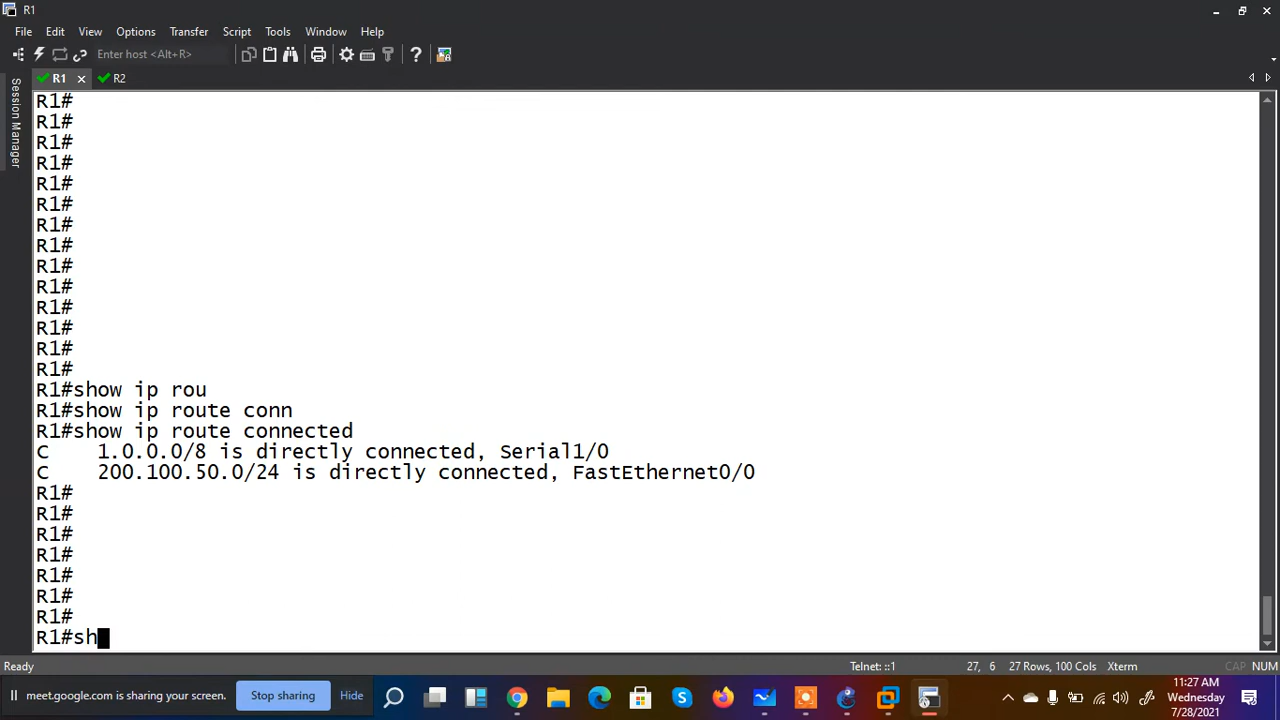 R1
File Edit View Options Transfer Script Tools Window Help
Enter host <Alt+R>
R1 R2
Session Manager
R1#
R1#
R1#
R1#
R1#
R1#
R1#
R1#
R1#
R1#
R1#
R1#
R1#
R1#
R1#show ip rou
R1#show ip route conn
R1#show ip route connected
C    1.0.0.0/8 is directly connected, Serial1/0
C    200.100.50.0/24 is directly connected, FastEthernet0/0
R1#
R1#
R1#
R1#
R1#
R1#
R1#
R1#sh
Ready Telnet: ::1 27, 6 27 Rows, 100 Cols Xterm CAP NUM
meet.google.com is sharing your screen. Stop sharing Hide
11:27 AM
Wednesday
7/28/2021